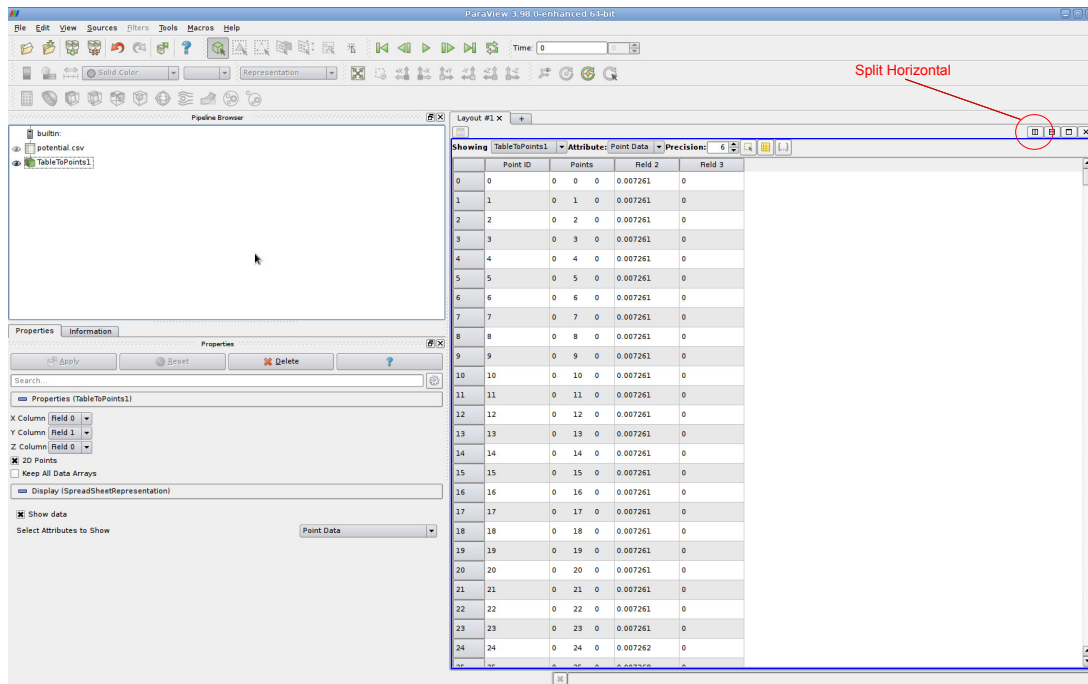 ParaView 3.98.0-enhanced 64-bit
File Edit View Sources Filters Tools Macros Help
Time: 0 0
Solid Color Representation
Split Horizontal
Pipeline Browser
builtin:
potential.csv
TableToPoints1
Layout #1 x +
Showing TableToPoints1 Attribute: Point Data Precision: 6 {...}
Point ID Points Field 2 Field 3
0 0 0 0 0 0.007261 0
1 1 0 1 0 0.007261 0
2 2 0 2 0 0.007261 0
3 3 0 3 0 0.007261 0
4 4 0 4 0 0.007261 0
5 5 0 5 0 0.007261 0
6 6 0 6 0 0.007261 0
7 7 0 7 0 0.007261 0
8 8 0 8 0 0.007261 0
9 9 0 9 0 0.007261 0
10 10 0 10 0 0.007261 0
11 11 0 11 0 0.007261 0
12 12 0 12 0 0.007261 0
13 13 0 13 0 0.007261 0
14 14 0 14 0 0.007261 0
15 15 0 15 0 0.007261 0
16 16 0 16 0 0.007261 0
17 17 0 17 0 0.007261 0
18 18 0 18 0 0.007261 0
19 19 0 19 0 0.007261 0
20 20 0 20 0 0.007261 0
21 21 0 21 0 0.007261 0
22 22 0 22 0 0.007261 0
23 23 0 23 0 0.007261 0
24 24 0 24 0 0.007262 0
Properties Information
Properties
Apply Reset Delete ?
Search...
Properties (TableToPoints1)
X Column Field 0
Y Column Field 1
Z Column Field 0
2D Points
Keep All Data Arrays
Display (SpreadSheetRepresentation)
Show data
Select Attributes to Show Point Data